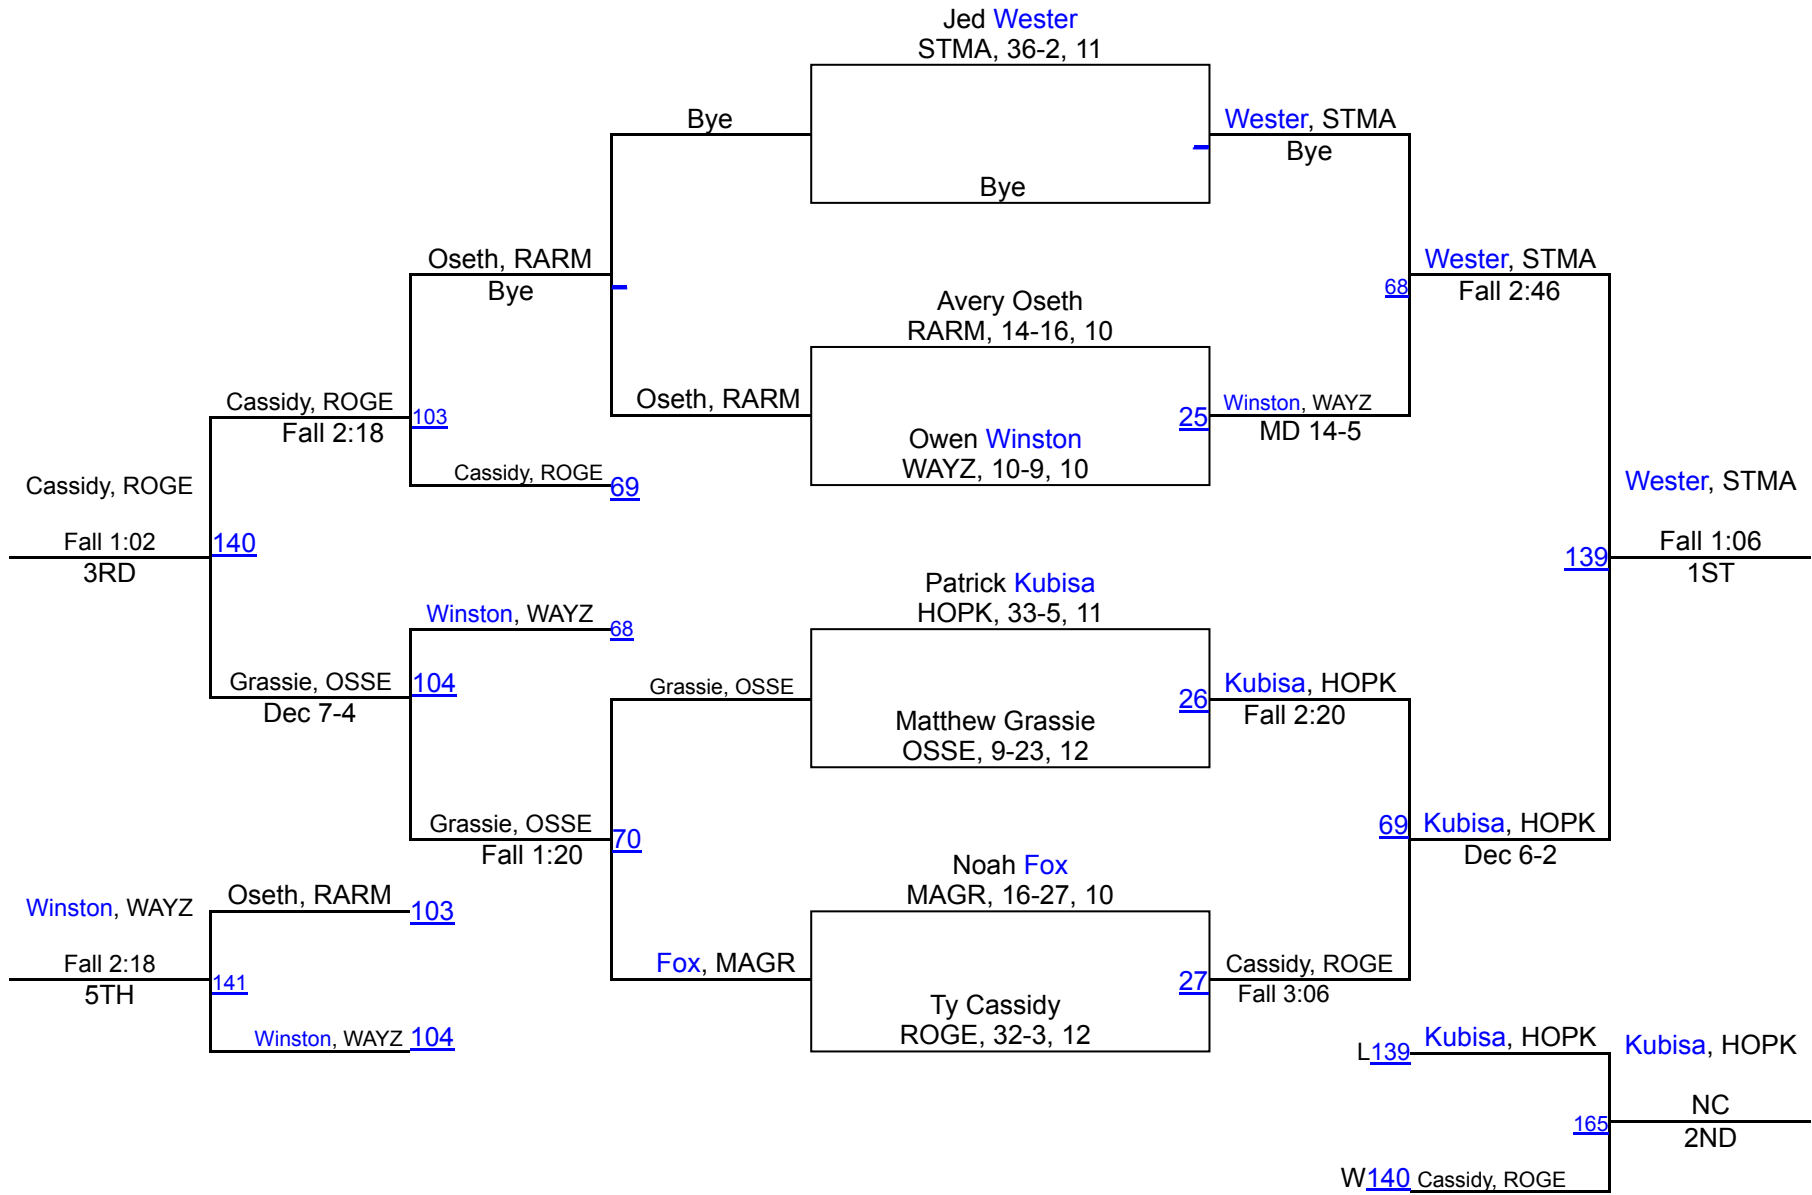 Jed Wester
STMA, 36-2, 11
Bye
Wester, STMA
Bye
Bye
Oseth, RARM
Bye
Wester, STMA
68
Fall 2:46
Avery Oseth
RARM, 14-16, 10
Cassidy, ROGE
103
Fall 2:18
Oseth, RARM
25
Winston, WAYZ
MD 14-5
Owen Winston
WAYZ, 10-9, 10
Cassidy, ROGE
69
Cassidy, ROGE
Wester, STMA
Fall 1:02
140
3RD
139
Fall 1:06
1ST
Patrick Kubisa
HOPK, 33-5, 11
Winston, WAYZ
68
Grassie, OSSE
104
Dec 7-4
Grassie, OSSE
26
Kubisa, HOPK
Fall 2:20
Matthew Grassie
OSSE, 9-23, 12
Grassie, OSSE
70
Fall 1:20
69
Kubisa, HOPK
Dec 6-2
Noah Fox
MAGR, 16-27, 10
Winston, WAYZ
Oseth, RARM
103
Fall 2:18
141
5TH
Fox, MAGR
27
Cassidy, ROGE
Fall 3:06
Ty Cassidy
ROGE, 32-3, 12
Winston, WAYZ
104
L139
Kubisa, HOPK
Kubisa, HOPK
165
NC
2ND
W140
Cassidy, ROGE